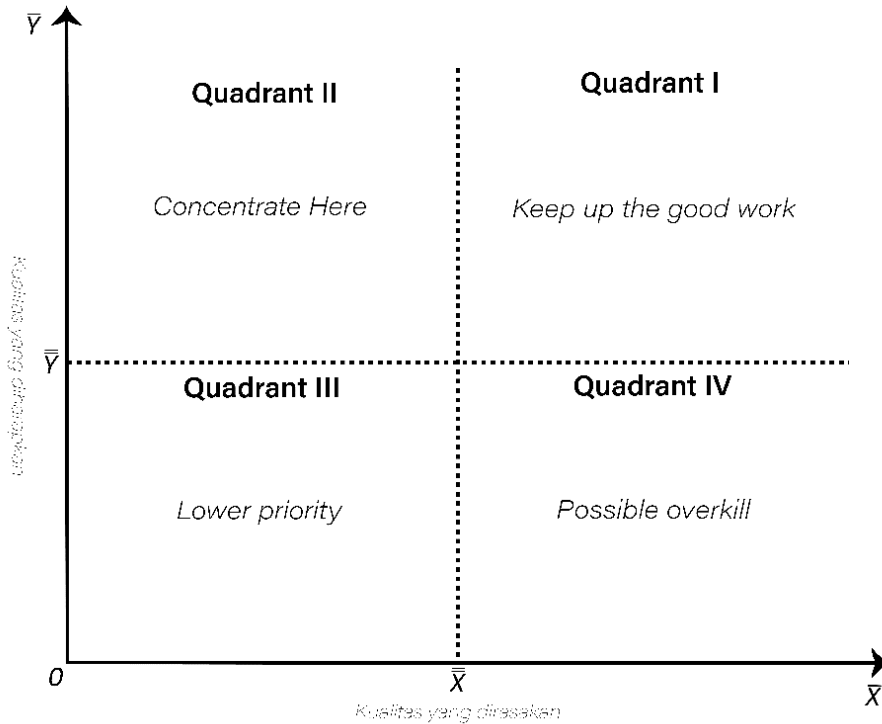 Ȳ
Quadrant II
Quadrant I
Concentrate Here
Keep up the good work
Kualitas yang diharapkan
Y̿
Quadrant III
Quadrant IV
Lower priority
Possible overkill
0
X̿
X̄
Kualitas yang dirasakan